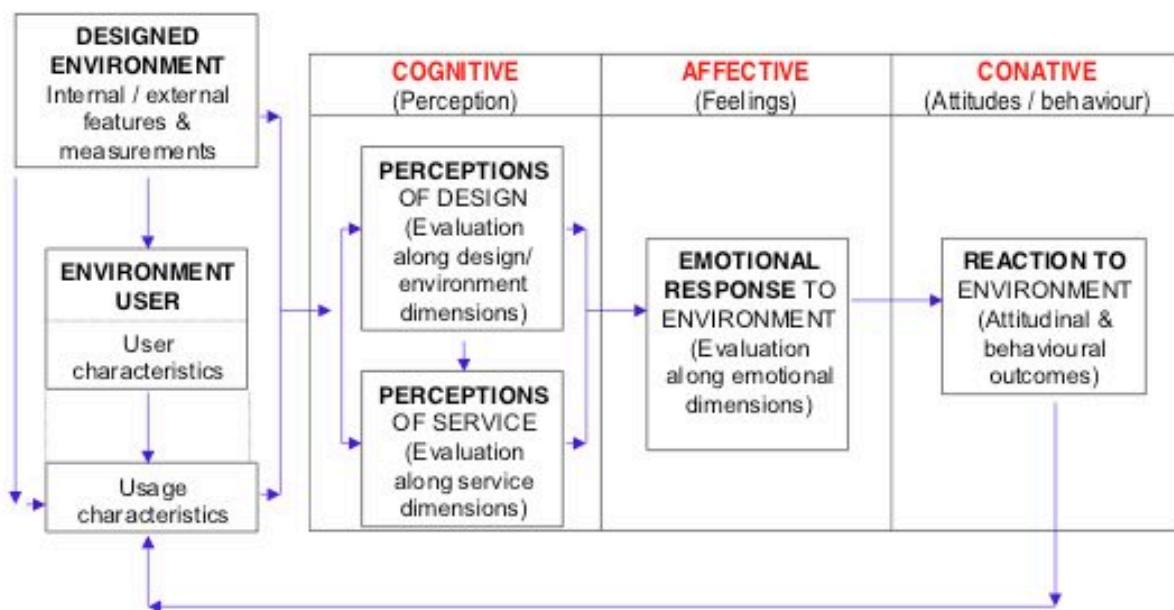 DESIGNED
ENVIRONMENT
Internal / external
features &
measurements
ENVIRONMENT
USER
User
characteristics
Usage
characteristics
COGNITIVE
(Perception)
PERCEPTIONS
OF DESIGN
(Evaluation
along design/
environment
dimensions)
PERCEPTIONS
OF SERVICE
(Evaluation
along service
dimensions)
AFFECTIVE
(Feelings)
EMOTIONAL
RESPONSE TO
ENVIRONMENT
(Evaluation
along emotional
dimensions)
CONATIVE
(Attitudes / behaviour)
REACTION TO
ENVIRONMENT
(Attitudinal &
behavioural
outcomes)